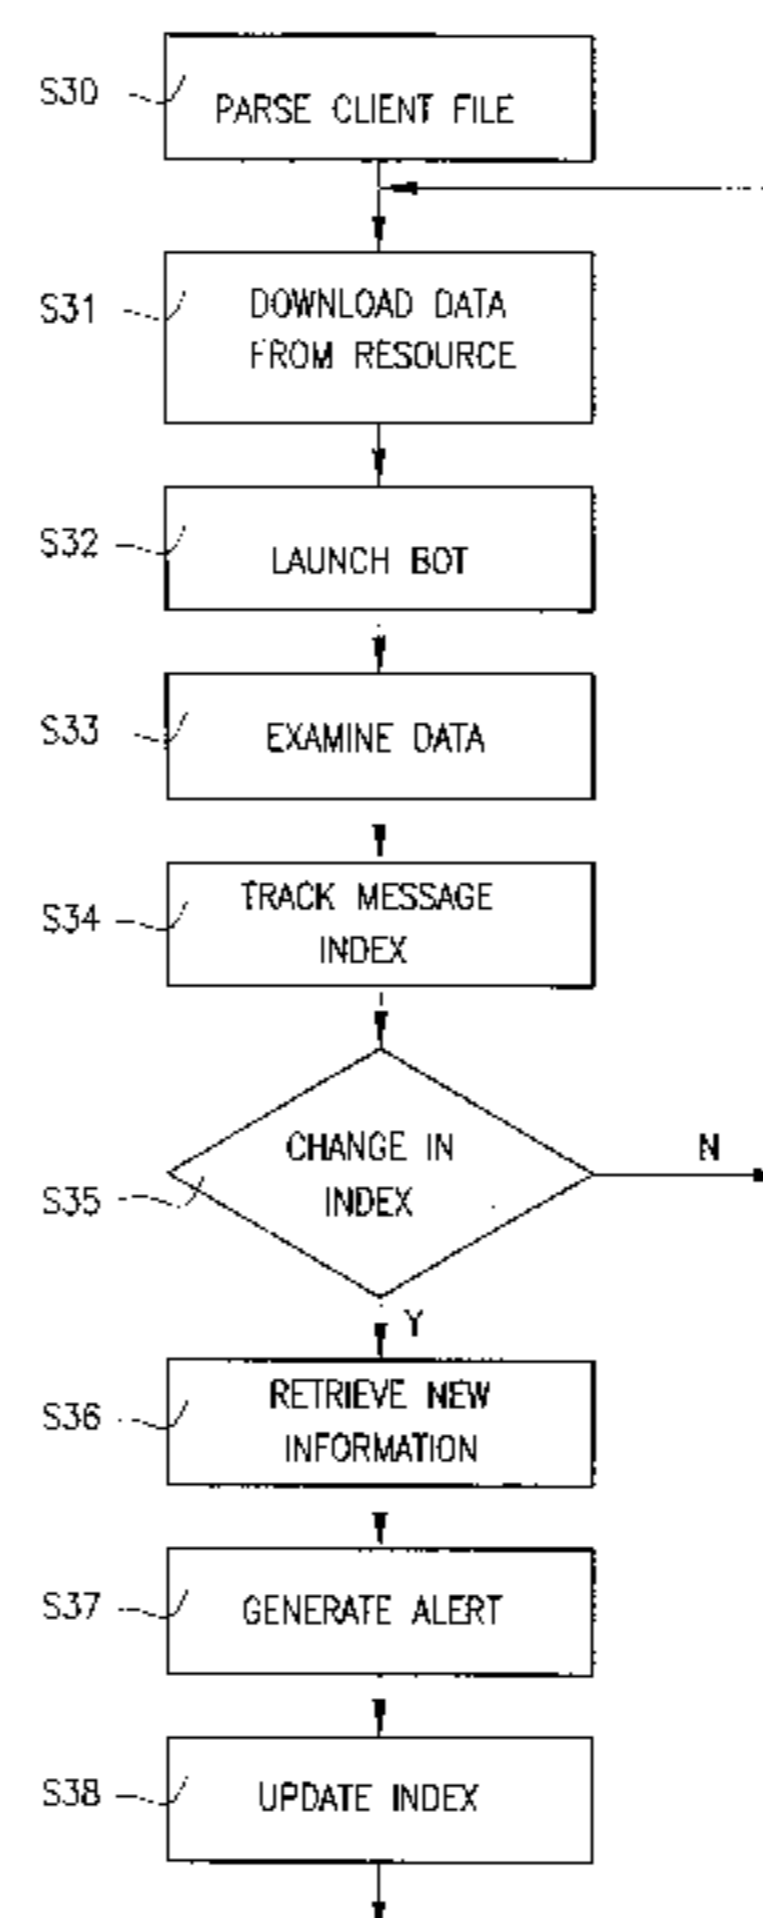 S30
PARSE CLIENT FILE
S31
DOWNLOAD DATA
FROM RESOURCE
S32
LAUNCH BOT
S33
EXAMINE DATA
S34
TRACK MESSAGE
INDEX
S35
CHANGE IN
INDEX
N
Y
S36
RETRIEVE NEW
INFORMATION
S37
GENERATE ALERT
S38
UPDATE INDEX